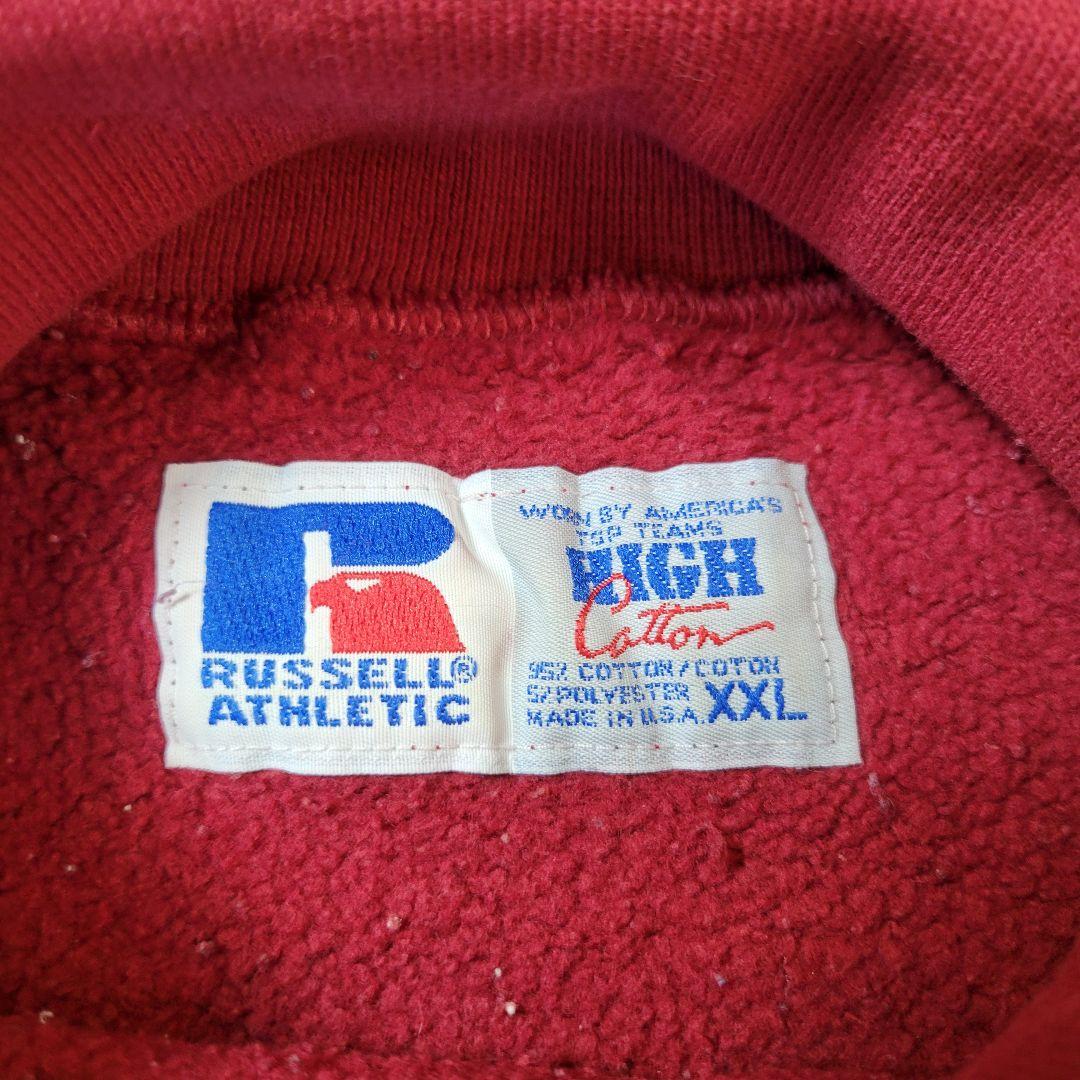 RUSSELL®
ATHLETIC
WORN BY AMERICA'S
TOP TEAMS
HIGH
Cotton
95% COTTON/COTON
5% POLYESTER
MADE IN U.S.A. XXL